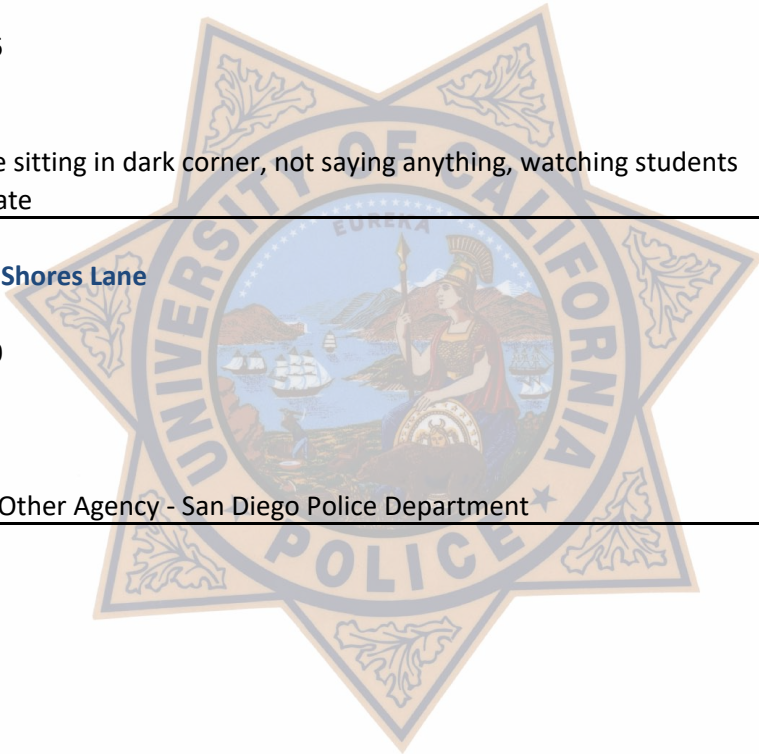 e sitting in dark corner, not saying anything, watching students
ate
Shores Lane
Other Agency - San Diego Police Department
UNIVERSITY OF CALIFORNIA
EUREKA
POLICE